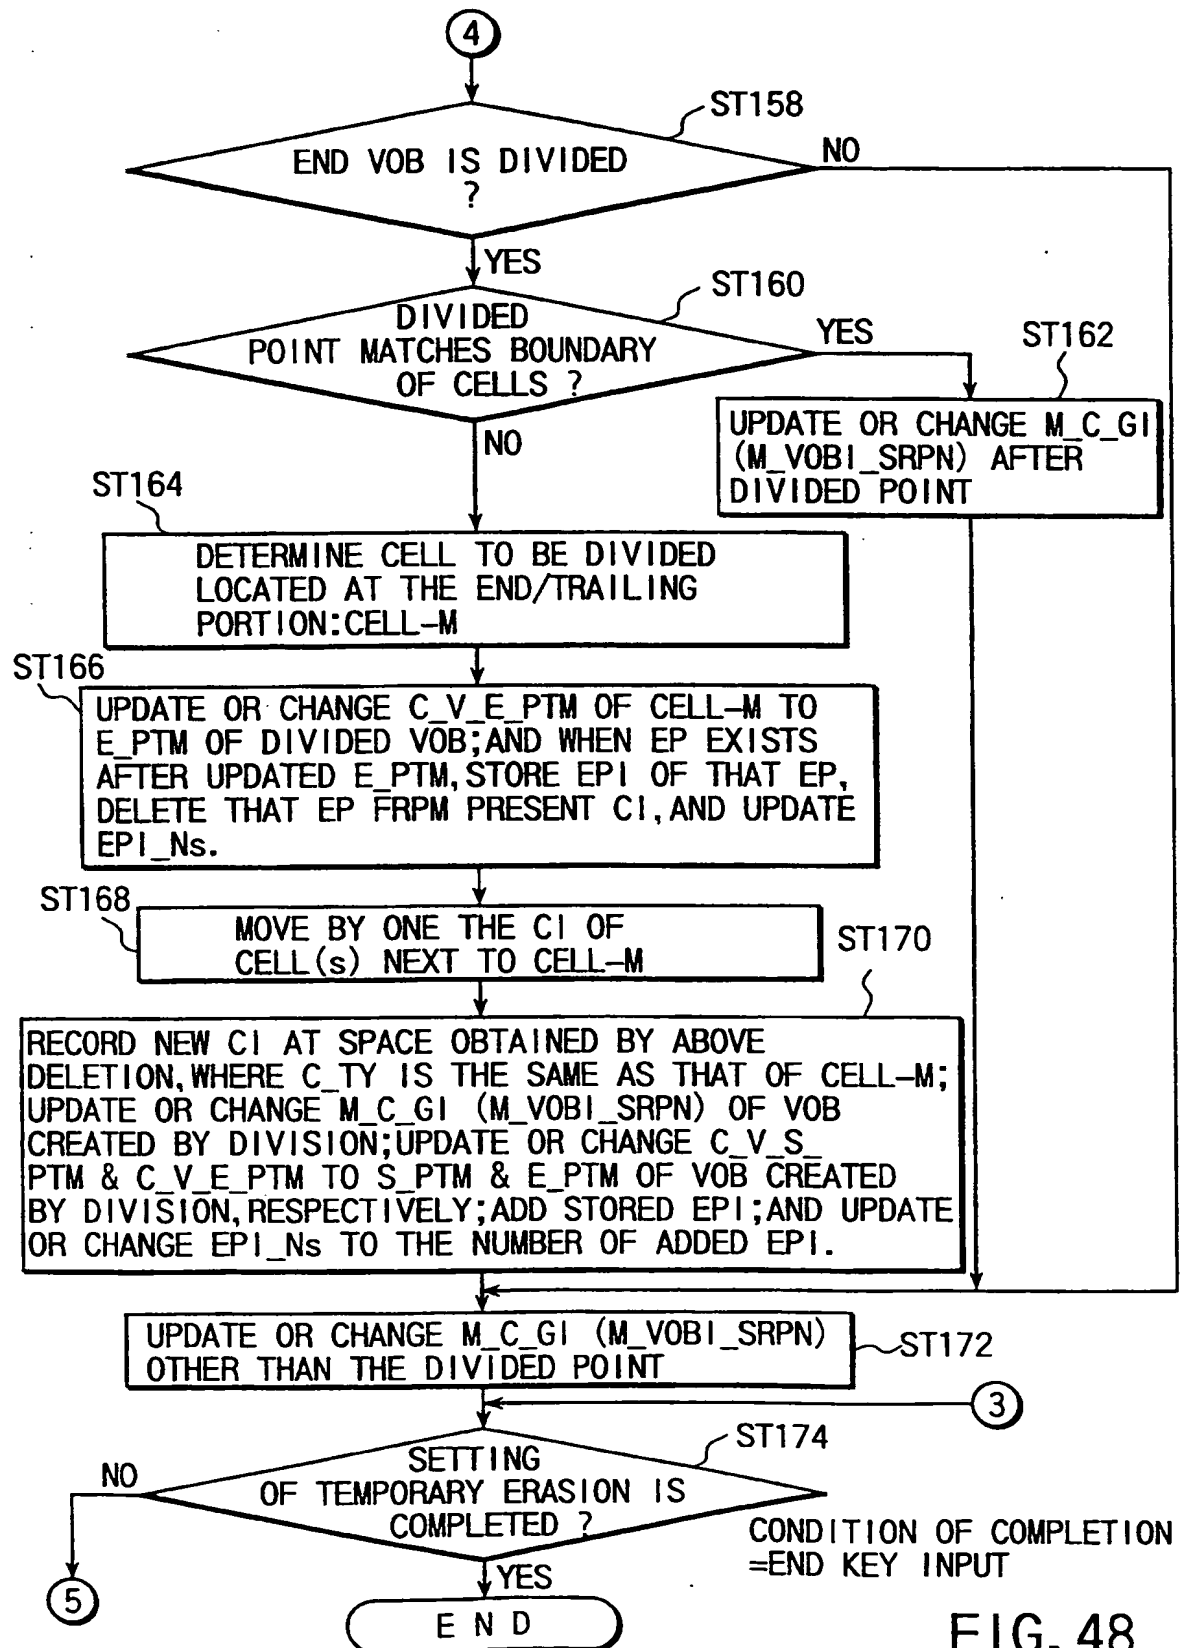 4
ST158
END VOB IS DIVIDED
?
NO
YES
ST160
DIVIDED
POINT MATCHES BOUNDARY
OF CELLS ?
YES
ST162
UPDATE OR CHANGE M_C_GI
(M_VOBI_SRPN) AFTER
DIVIDED POINT
NO
ST164
DETERMINE CELL TO BE DIVIDED
LOCATED AT THE END/TRAILING
PORTION:CELL-M
ST166
UPDATE OR CHANGE C_V_E_PTM OF CELL-M TO
E_PTM OF DIVIDED VOB;AND WHEN EP EXISTS
AFTER UPDATED E_PTM,STORE EPI OF THAT EP,
DELETE THAT EP FRPM PRESENT CI,AND UPDATE
EPI_Ns.
ST168
MOVE BY ONE THE CI OF
CELL(s) NEXT TO CELL-M
ST170
RECORD NEW CI AT SPACE OBTAINED BY ABOVE
DELETION,WHERE C_TY IS THE SAME AS THAT OF CELL-M;
UPDATE OR CHANGE M_C_GI (M_VOBI_SRPN) OF VOB
CREATED BY DIVISION;UPDATE OR CHANGE C_V_S_
PTM & C_V_E_PTM TO S_PTM & E_PTM OF VOB CREATED
BY DIVISION,RESPECTIVELY;ADD STORED EPI;AND UPDATE
OR CHANGE EPI_Ns TO THE NUMBER OF ADDED EPI.
UPDATE OR CHANGE M_C_GI (M_VOBI_SRPN)
OTHER THAN THE DIVIDED POINT
ST172
3
ST174
SETTING
OF TEMPORARY ERASION IS
COMPLETED ?
NO
5
YES
CONDITION OF COMPLETION
=END KEY INPUT
END
FIG. 48